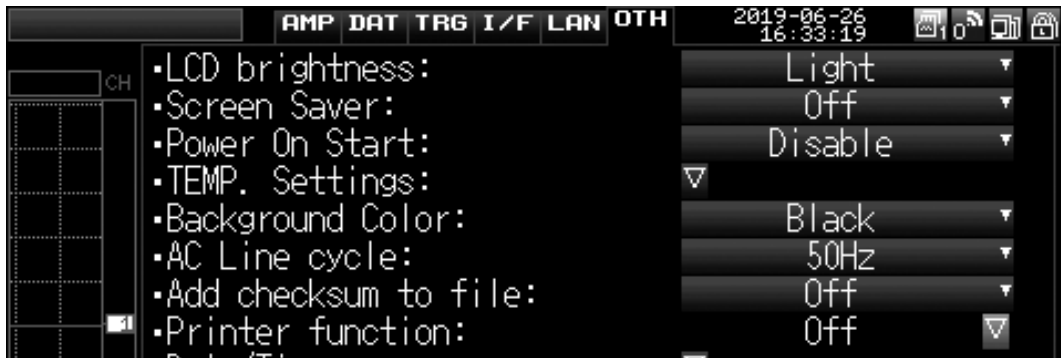 AMP DAT TRG I/F LAN OTH 2019-06-26
16:33:19
CH
▪LCD brightness: Light
▪Screen Saver: Off
▪Power On Start: Disable
▪TEMP. Settings:
▪Background Color: Black
▪AC Line cycle: 50Hz
▪Add checksum to file: Off
▪Printer function: Off